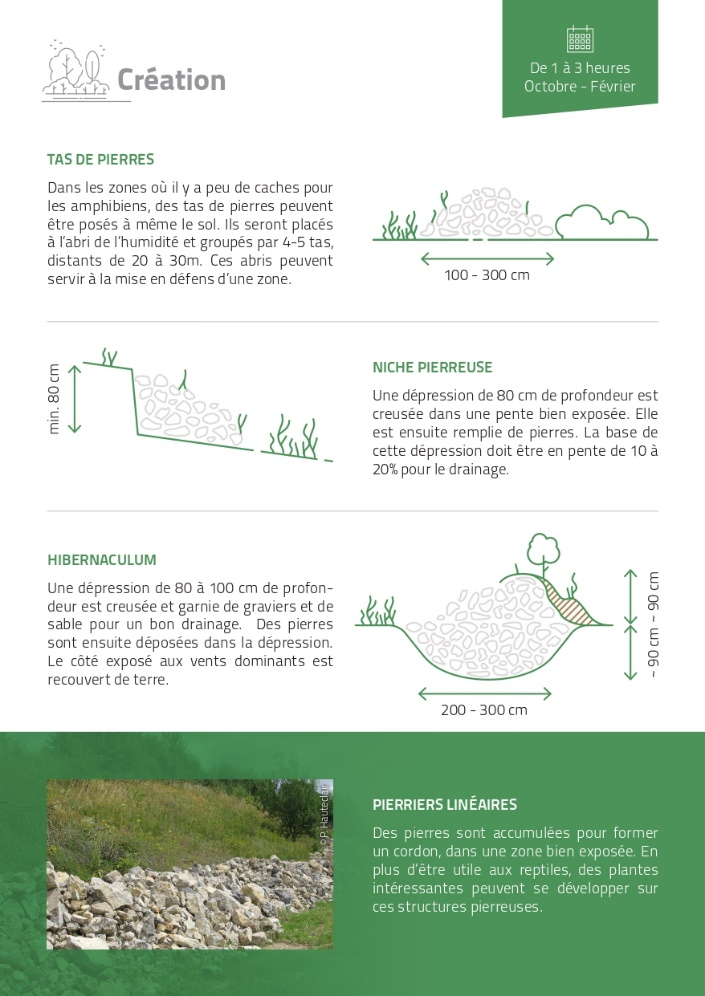 Création
De 1 à 3 heures
Octobre - Février
TAS DE PIERRES
Dans les zones où il y a peu de caches pour
les amphibiens, des tas de pierres peuvent
être posés à même le sol. Ils seront placés
à l'abri de l'humidité et groupés par 4-5 tas,
distants de 20 à 30m. Ces abris peuvent
servir à la mise en défens d'une zone.
100 - 300 cm
min. 80 cm
NICHE PIERREUSE
Une dépression de 80 cm de profondeur est
creusée dans une pente bien exposée. Elle
est ensuite remplie de pierres. La base de
cette dépression doit être en pente de 10 à
20% pour le drainage.
HIBERNACULUM
Une dépression de 80 à 100 cm de profon-
deur est creusée et garnie de graviers et de
sable pour un bon drainage. Des pierres
sont ensuite déposées dans la dépression.
Le côté exposé aux vents dominants est
recouvert de terre.
~ 90 cm ~ 90 cm
200 - 300 cm
©P. Hauteclair
PIERRIERS LINÉAIRES
Des pierres sont accumulées pour former
un cordon, dans une zone bien exposée. En
plus d'être utile aux reptiles, des plantes
intéressantes peuvent se développer sur
ces structures pierreuses.